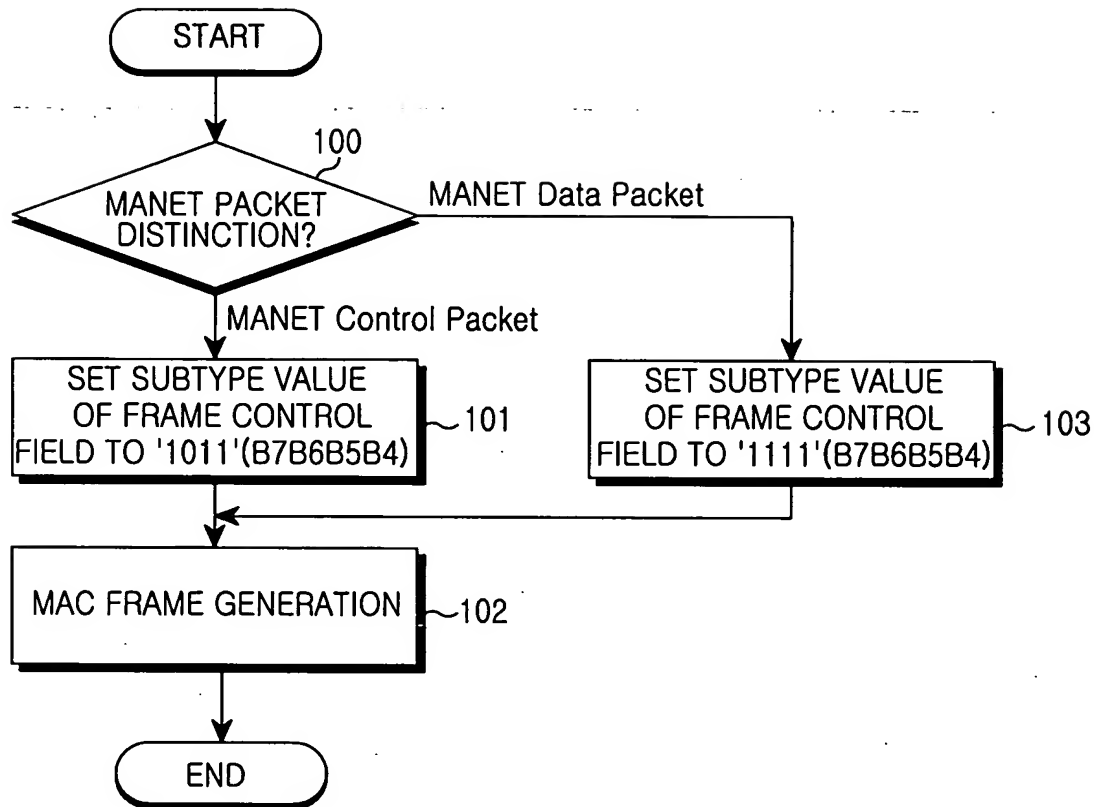 START
100
MANET PACKET
DISTINCTION?
MANET Data Packet
MANET Control Packet
SET SUBTYPE VALUE
OF FRAME CONTROL
FIELD TO '1011'(B7B6B5B4)
101
SET SUBTYPE VALUE
OF FRAME CONTROL
FIELD TO '1111'(B7B6B5B4)
103
MAC FRAME GENERATION
102
END